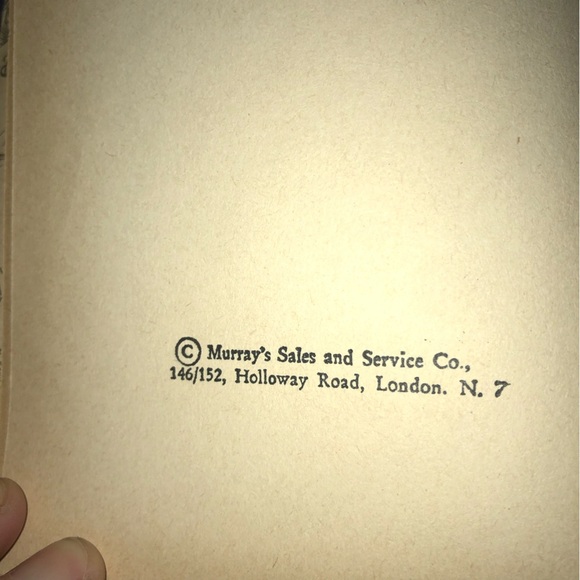 © Murray's Sales and Service Co.,
146/152, Holloway Road, London. N. 7